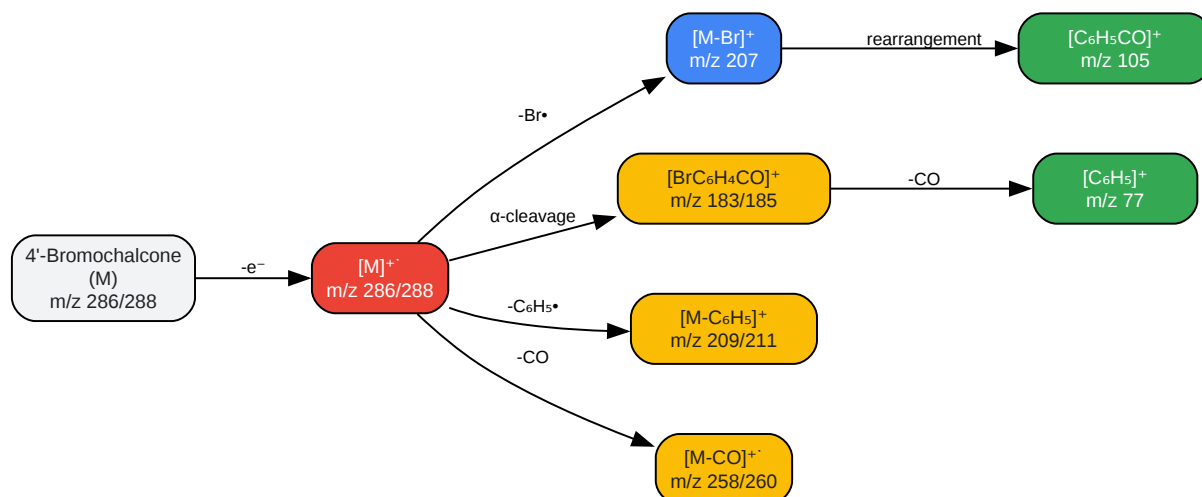 [M-Br]⁺
m/z 207
rearrangement
[C₆H₅CO]⁺
m/z 105
-Br•
[BrC₆H₄CO]⁺
m/z 183/185
-CO
[C₆H₅]⁺
m/z 77
α-cleavage
4'-Bromochalcone
(M)
m/z 286/288
-e⁻
[M]⁺˙
m/z 286/288
-C₆H₅•
[M-C₆H₅]⁺
m/z 209/211
-CO
[M-CO]⁺˙
m/z 258/260